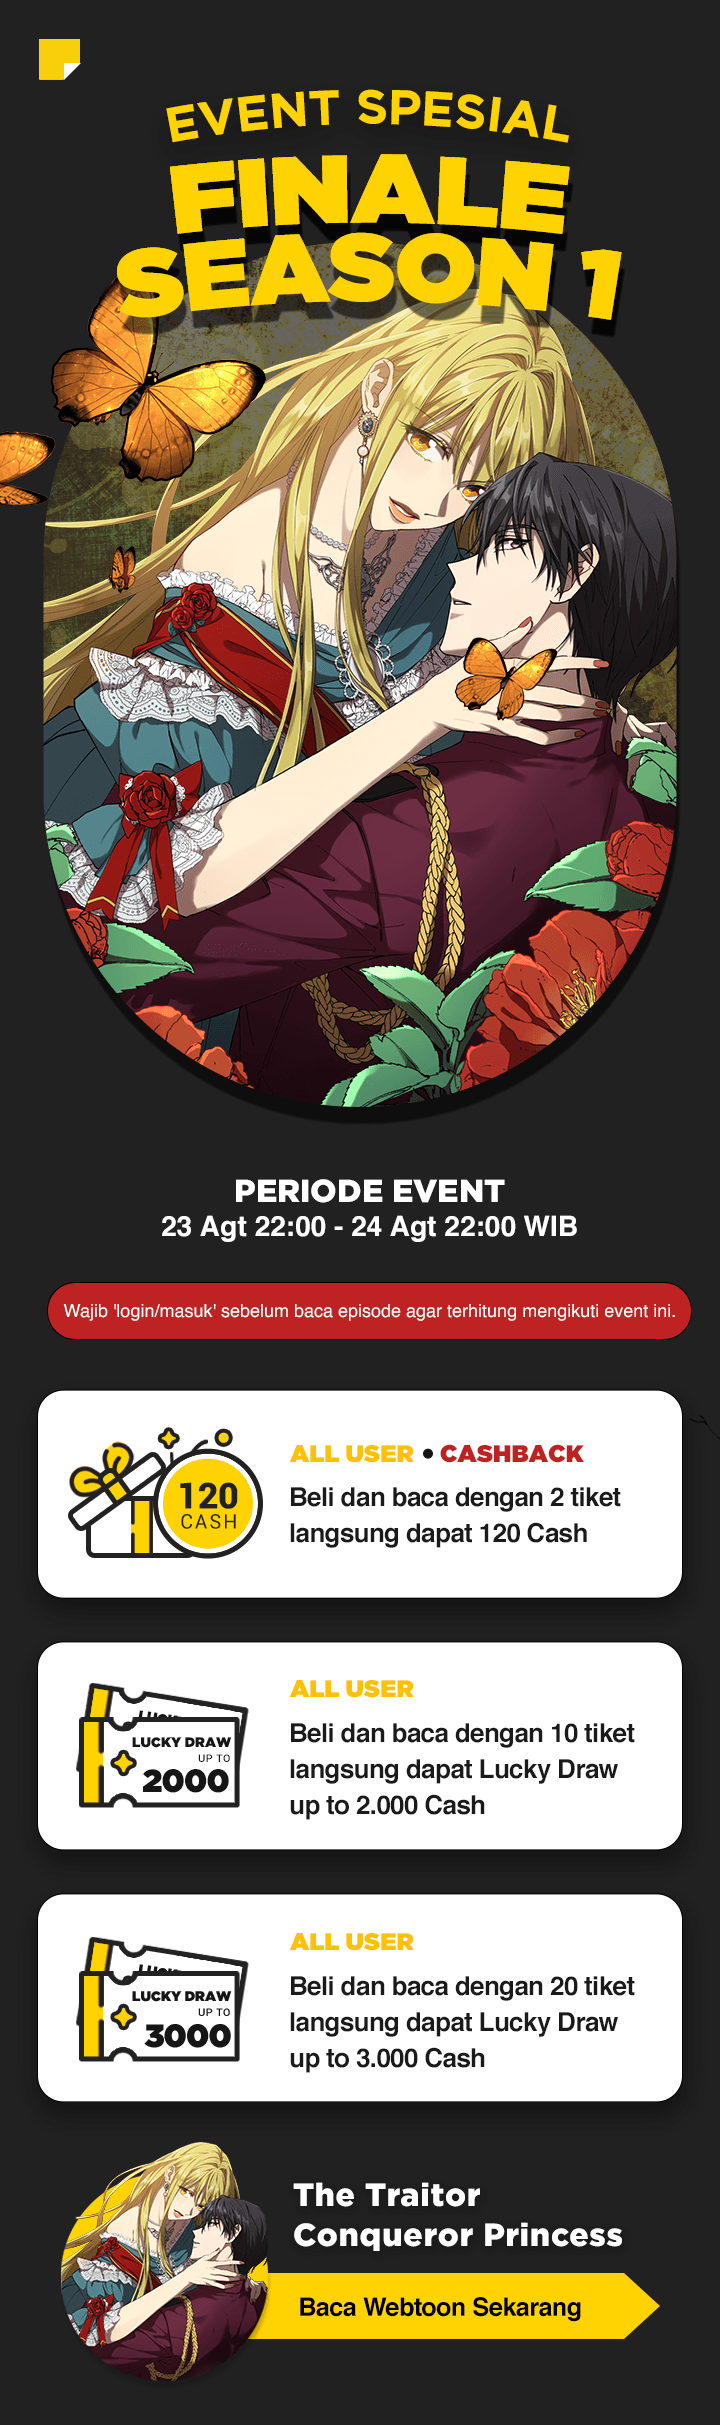 EVENT SPESIAL
FINALE
SEASON 1
PERIODE EVENT
23 Agt 22:00 - 24 Agt 22:00 WIB
Wajib 'login/masuk' sebelum baca episode agar terhitung mengikuti event ini.
120
CASH
ALL USER • CASHBACK
Beli dan baca dengan 2 tiket
langsung dapat 120 Cash
LUCKY DRAW
UP TO
2000
ALL USER
Beli dan baca dengan 10 tiket
langsung dapat Lucky Draw
up to 2.000 Cash
LUCKY DRAW
UP TO
3000
ALL USER
Beli dan baca dengan 20 tiket
langsung dapat Lucky Draw
up to 3.000 Cash
The Traitor
Conqueror Princess
Baca Webtoon Sekarang